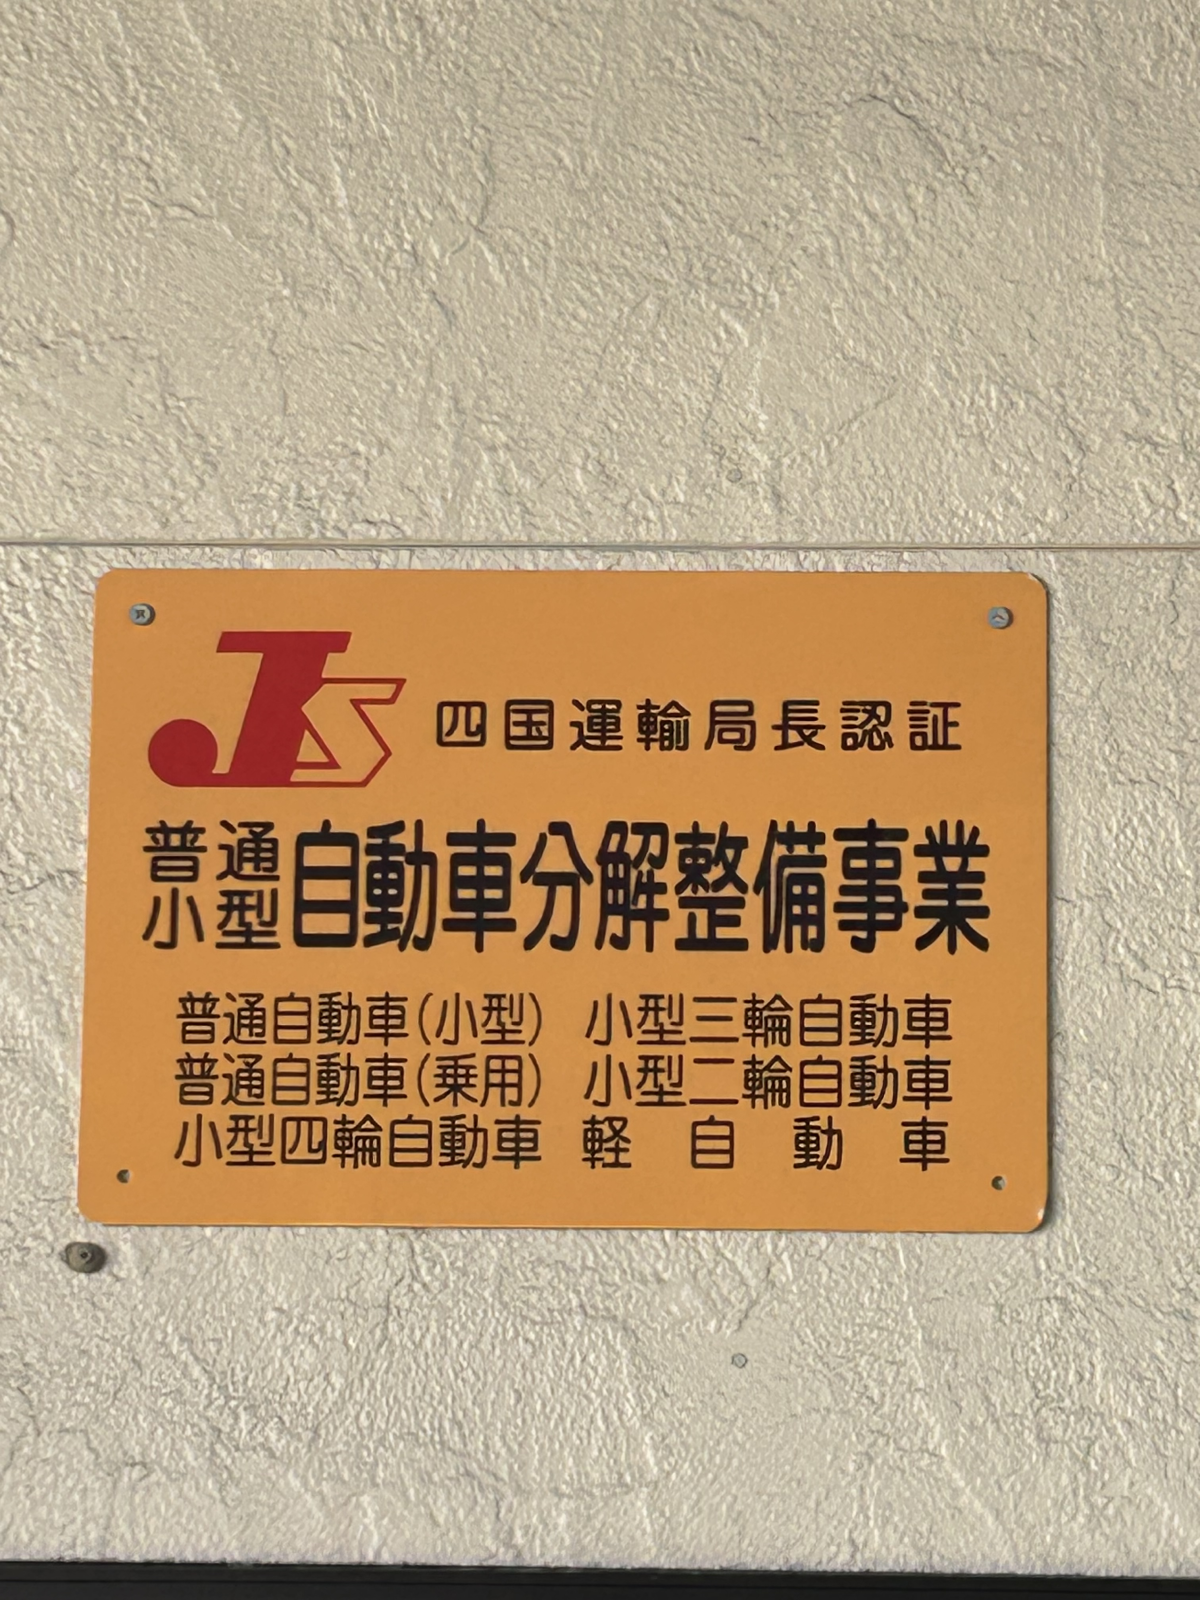 JS 四国運輸局長認証
普通
小型
自動車分解整備事業
普通自動車(小型) 小型三輪自動車
普通自動車(乗用) 小型二輪自動車
小型四輪自動車 軽自動車